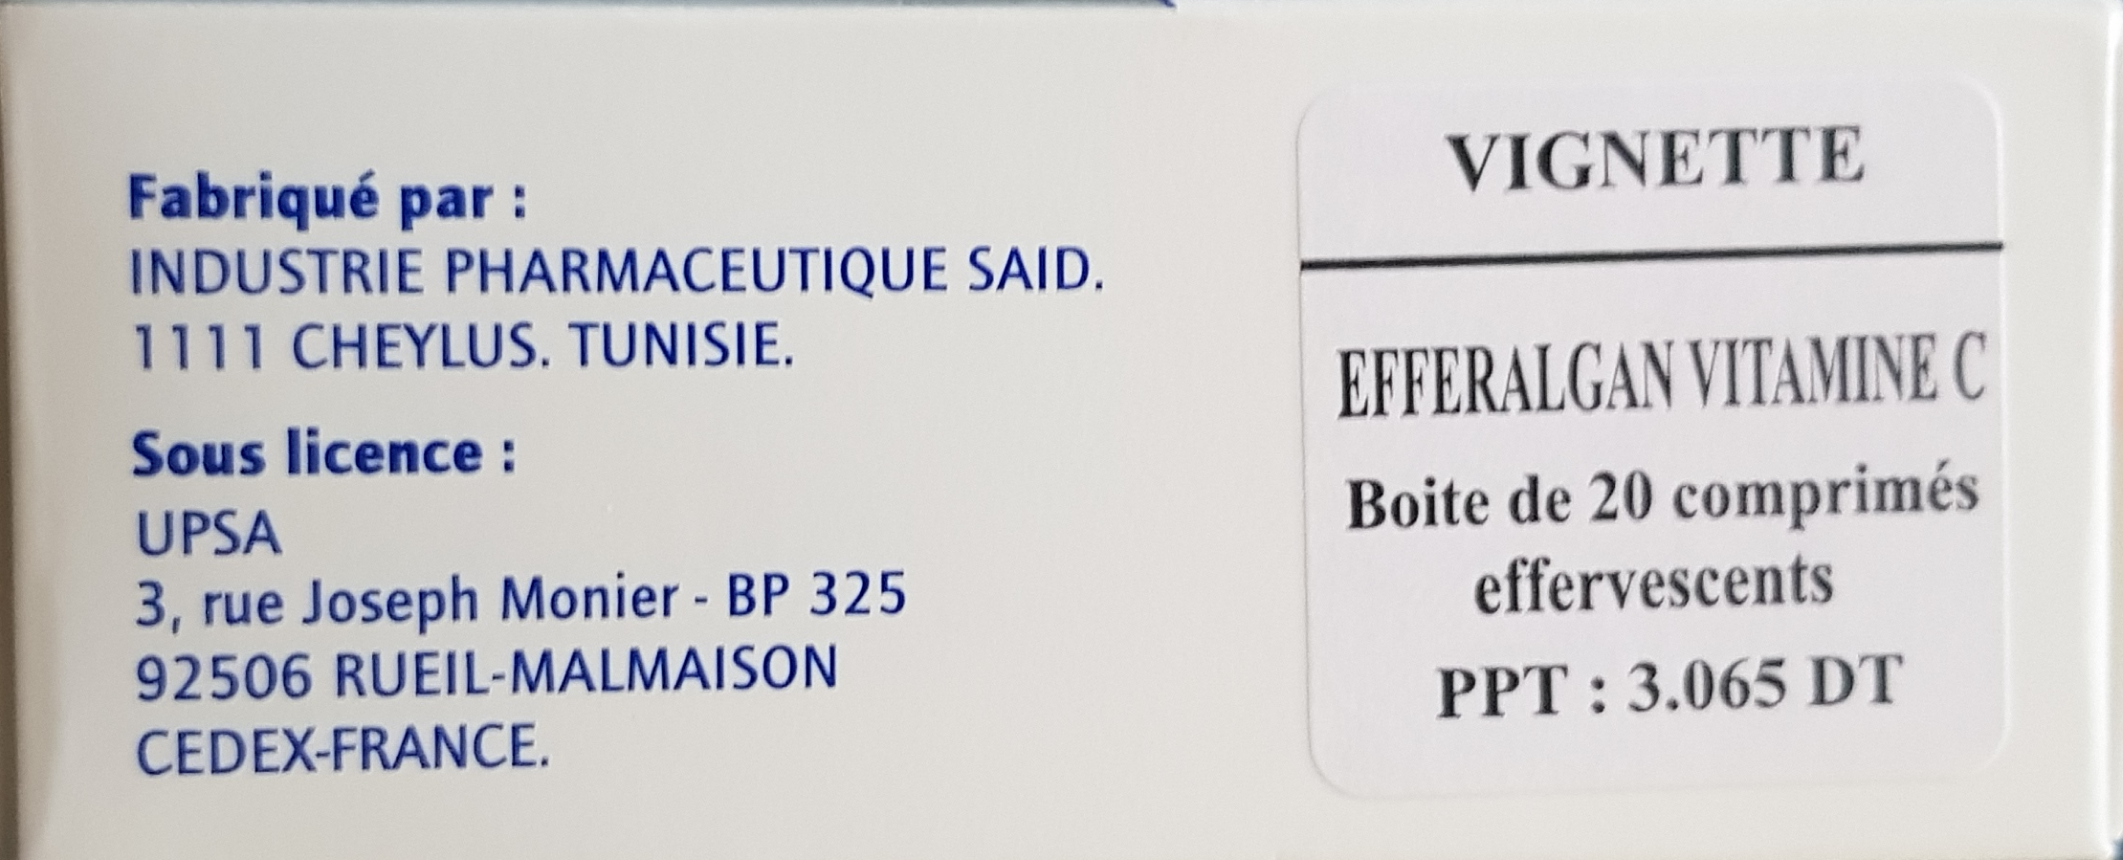 Fabriqué par :
INDUSTRIE PHARMACEUTIQUE SAID.
1111 CHEYLUS. TUNISIE.
Sous licence :
UPSA
3, rue Joseph Monier - BP 325
92506 RUEIL-MALMAISON
CEDEX-FRANCE.
VIGNETTE
EFFERALGAN VITAMINE C
Boite de 20 comprimés
effervescents
PPT : 3.065 DT